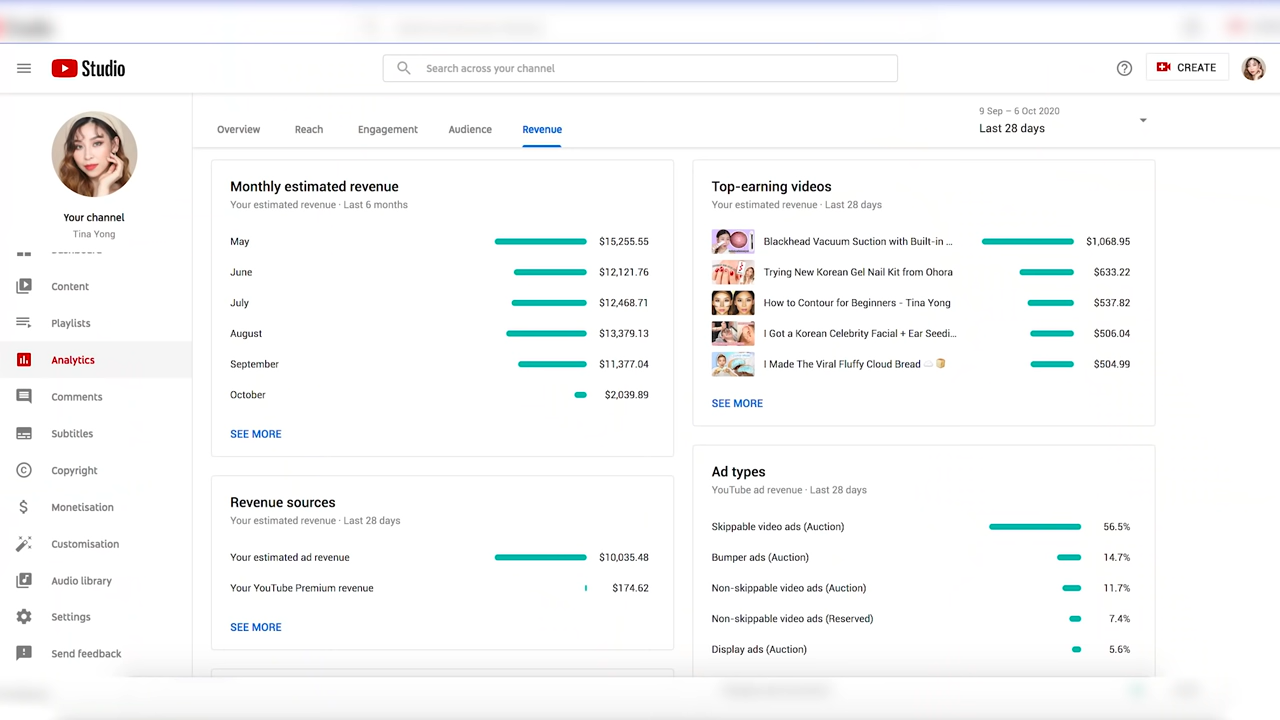 Studio
Search across your channel
CREATE
Your channel
Tina Yong
Content
Playlists
Analytics
Comments
Subtitles
Copyright
Monetisation
Customisation
Audio library
Settings
Send feedback
Overview Reach Engagement Audience Revenue
9 Sep – 6 Oct 2020
Last 28 days
Monthly estimated revenue
Your estimated revenue · Last 6 months
May $15,255.55
June $12,121.76
July $12,468.71
August $13,379.13
September $11,377.04
October $2,039.89
SEE MORE
Revenue sources
Your estimated revenue · Last 28 days
Your estimated ad revenue $10,035.48
Your YouTube Premium revenue $174.62
SEE MORE
Top-earning videos
Your estimated revenue · Last 28 days
Blackhead Vacuum Suction with Built-in ... $1,068.95
Trying New Korean Gel Nail Kit from Ohora $633.22
How to Contour for Beginners - Tina Yong $537.82
I Got a Korean Celebrity Facial + Ear Seedi... $506.04
I Made The Viral Fluffy Cloud Bread ☁️🍞 $504.99
SEE MORE
Ad types
YouTube ad revenue · Last 28 days
Skippable video ads (Auction) 56.5%
Bumper ads (Auction) 14.7%
Non-skippable video ads (Auction) 11.7%
Non-skippable video ads (Reserved) 7.4%
Display ads (Auction) 5.6%